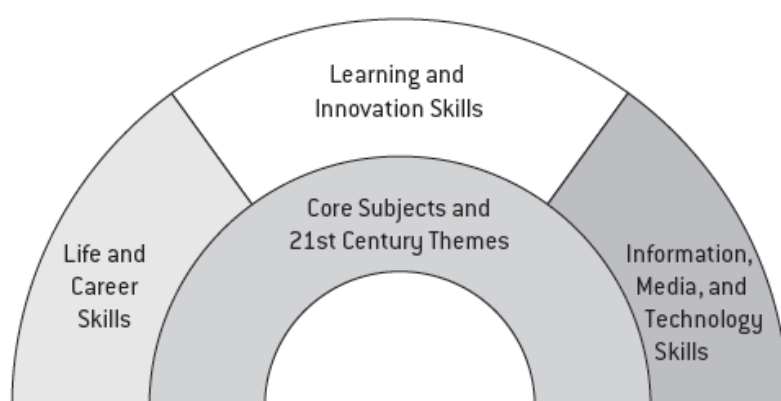 Learning and
Innovation Skills
Core Subjects and
21st Century Themes
Life and
Career
Skills
Information,
Media, and
Technology
Skills